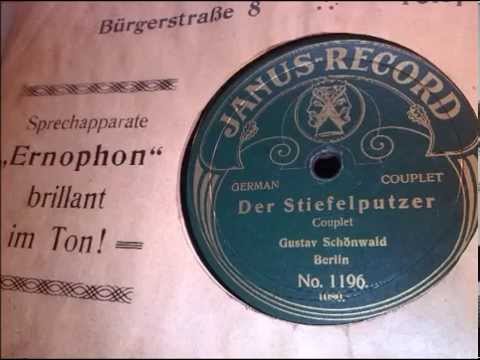 Bürgerstraße 8
Sprechapparate
„Ernophon“
brillant
im Ton!
JANUS-RECORD
GERMAN COUPLET
Der Stiefelputzer
Couplet
Gustav Schönwald
Berlin
No. 1196.